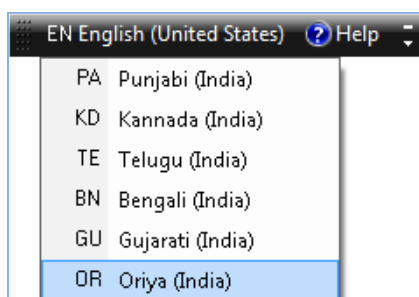 EN English (United States) ? Help
PA Punjabi (India)
KD Kannada (India)
TE Telugu (India)
BN Bengali (India)
GU Gujarati (India)
OR Oriya (India)